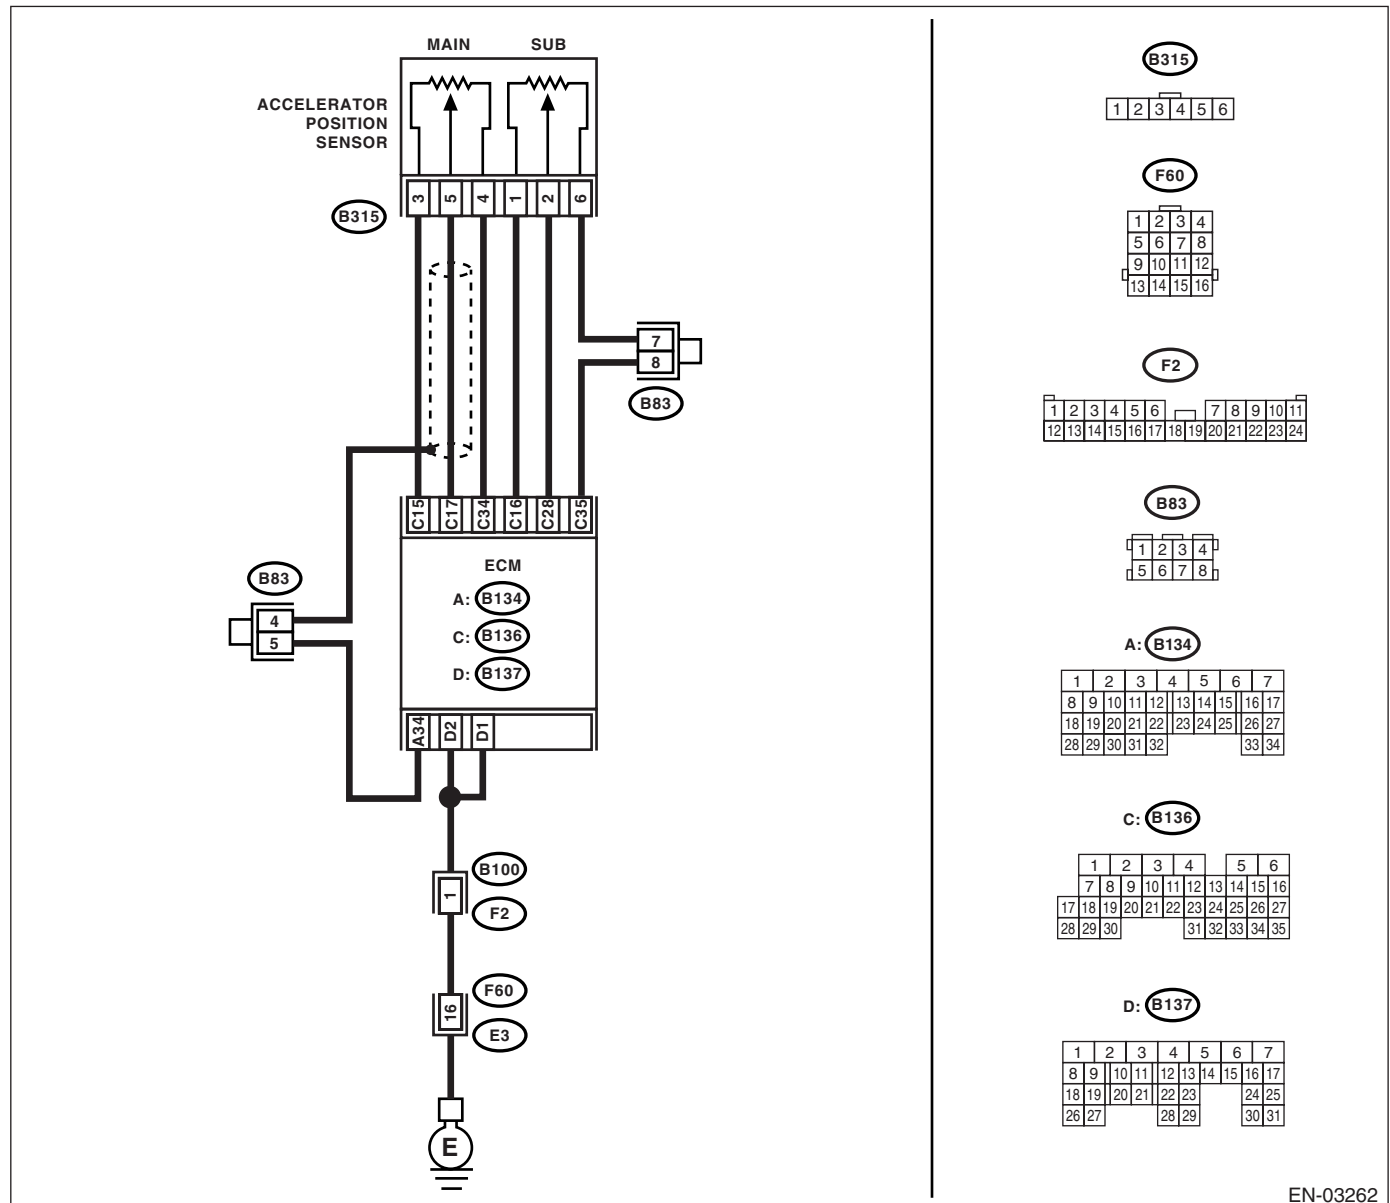 MAIN SUB
ACCELERATOR
POSITION
SENSOR
3 5 4 1 2 6
B315
7
8
B83
C15 C17 C34 C16 C28 C35
ECM
A: B134
C: B136
D: B137
B83
4
5
A34 D2 D1
B100
1
F2
F60
16
E3
E
B315
1 2 3 4 5 6
F60
1 2 3 4
5 6 7 8
9 10 11 12
13 14 15 16
F2
1 2 3 4 5 6 7 8 9 10 11
12 13 14 15 16 17 18 19 20 21 22 23 24
B83
1 2 3 4
5 6 7 8
A: B134
1 2 3 4 5 6 7
8 9 10 11 12 13 14 15 16 17
18 19 20 21 22 23 24 25 26 27
28 29 30 31 32 33 34
C: B136
1 2 3 4 5 6
7 8 9 10 11 12 13 14 15 16
17 18 19 20 21 22 23 24 25 26 27
28 29 30 31 32 33 34 35
D: B137
1 2 3 4 5 6 7
8 9 10 11 12 13 14 15 16 17
18 19 20 21 22 23 24 25
26 27 28 29 30 31
EN-03262